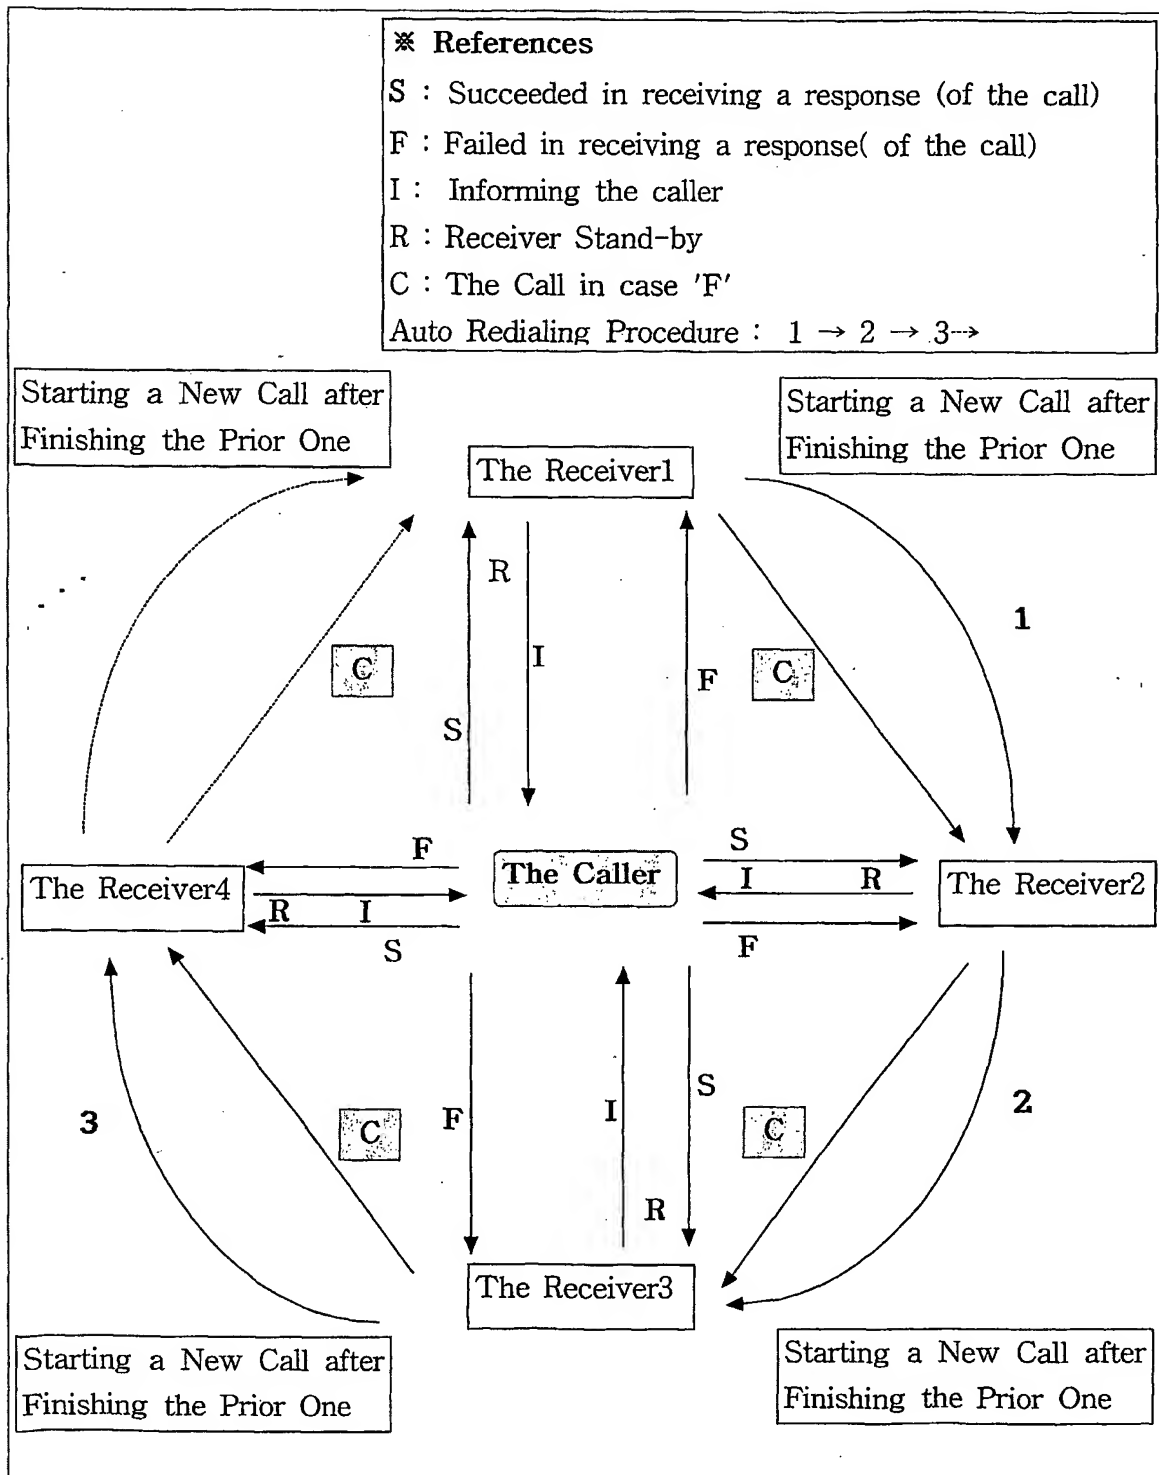 ※ References
S : Succeeded in receiving a response (of the call)
F : Failed in receiving a response( of the call)
I : Informing the caller
R : Receiver Stand-by
C : The Call in case 'F'
Auto Redialing Procedure : 1 → 2 → 3⇢
Starting a New Call after
Finishing the Prior One
Starting a New Call after
Finishing the Prior One
The Receiver1
R
I
S
F
C
C
1
F
S
The Receiver4
The Caller
The Receiver2
R I
I R
S
F
3
C
F
I
S
R
C
2
The Receiver3
Starting a New Call after
Finishing the Prior One
Starting a New Call after
Finishing the Prior One